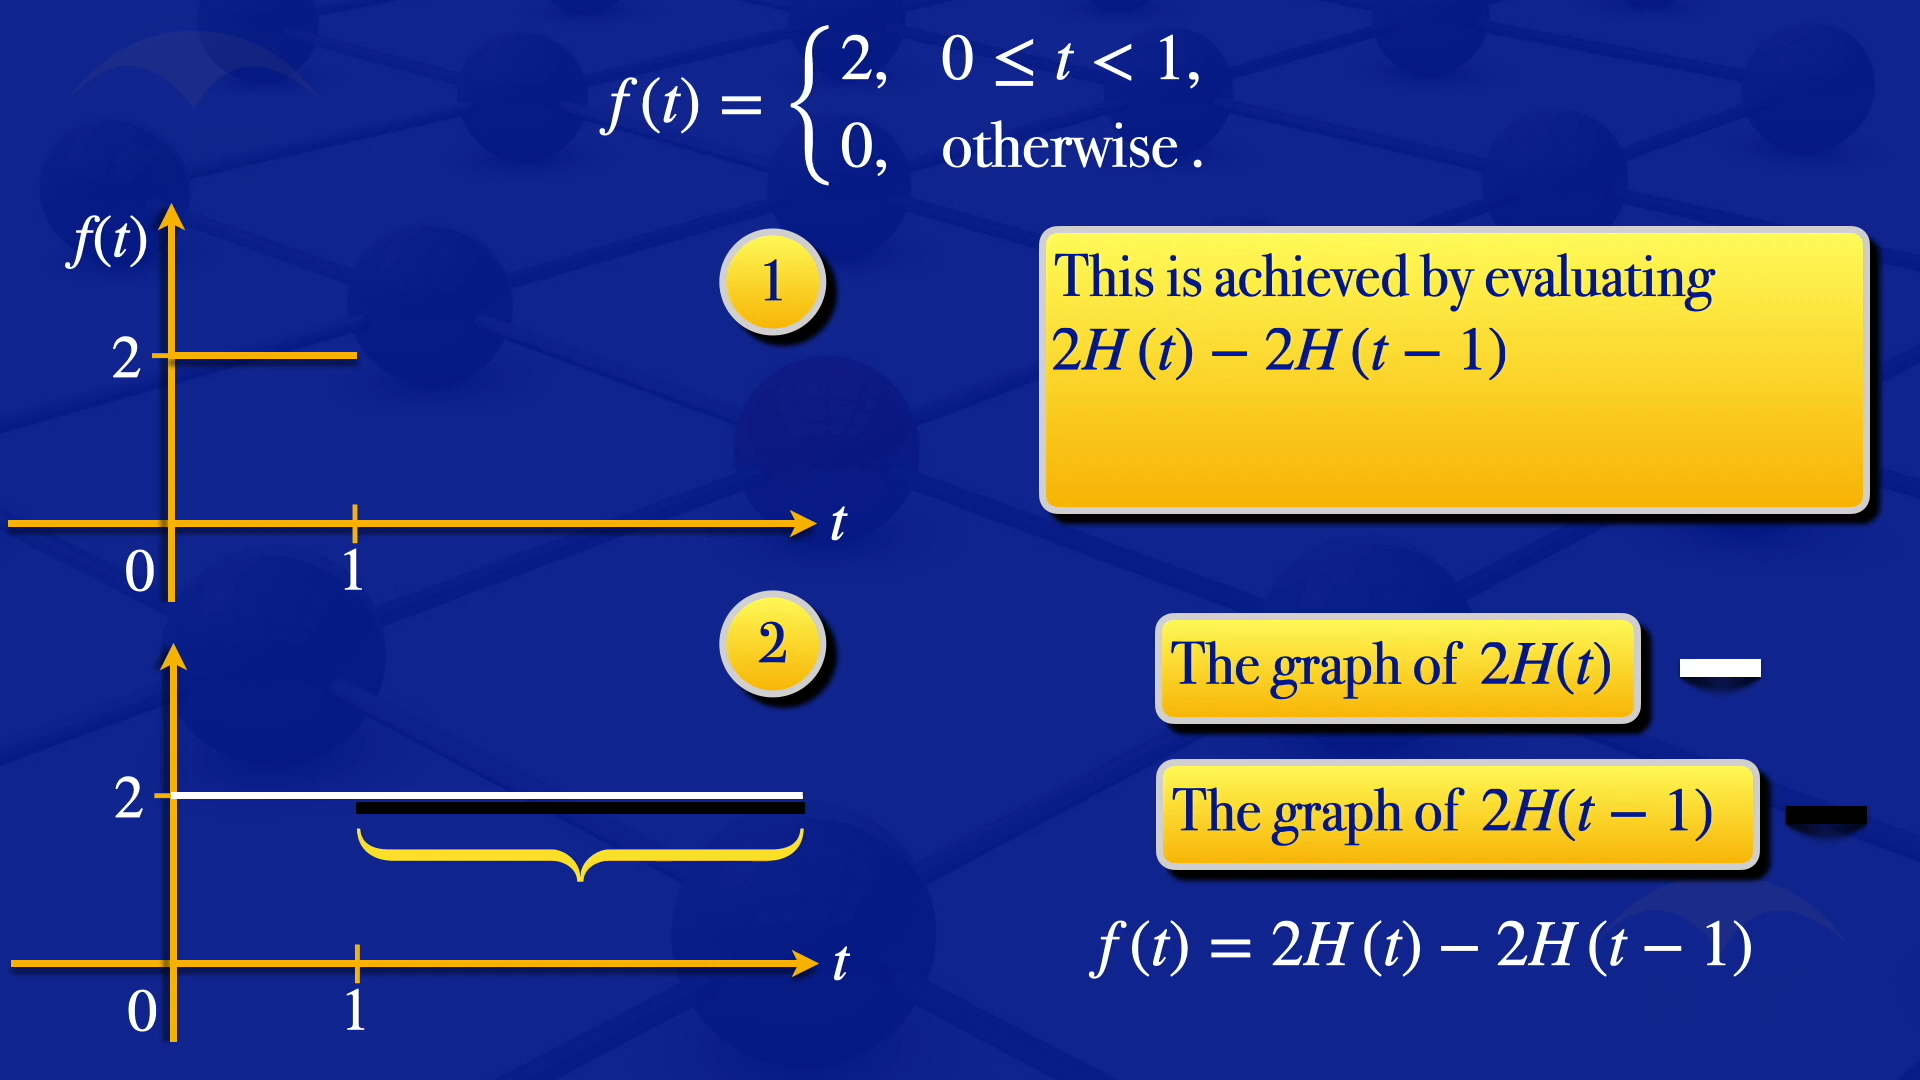 f(t) = { 2, 0 ≤ t < 1,
0, otherwise .
f(t)
2
0
1
t
1
This is achieved by evaluating
2H(t) − 2H(t − 1)
2
2
0
1
t
The graph of 2H(t)
The graph of 2H(t − 1)
f(t) = 2H(t) − 2H(t − 1)